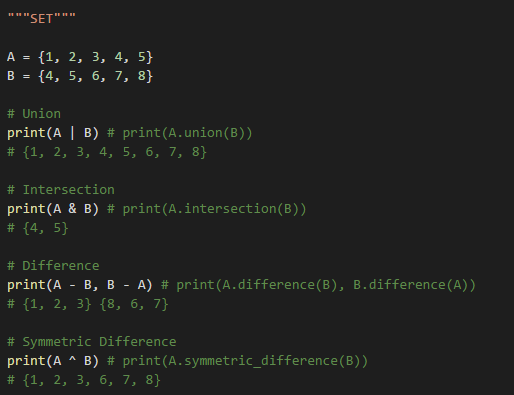 """SET"""
A = {1, 2, 3, 4, 5}
B = {4, 5, 6, 7, 8}
# Union
print(A | B) # print(A.union(B))
# {1, 2, 3, 4, 5, 6, 7, 8}
# Intersection
print(A & B) # print(A.intersection(B))
# {4, 5}
# Difference
print(A - B, B - A) # print(A.difference(B), B.difference(A))
# {1, 2, 3} {8, 6, 7}
# Symmetric Difference
print(A ^ B) # print(A.symmetric_difference(B))
# {1, 2, 3, 6, 7, 8}